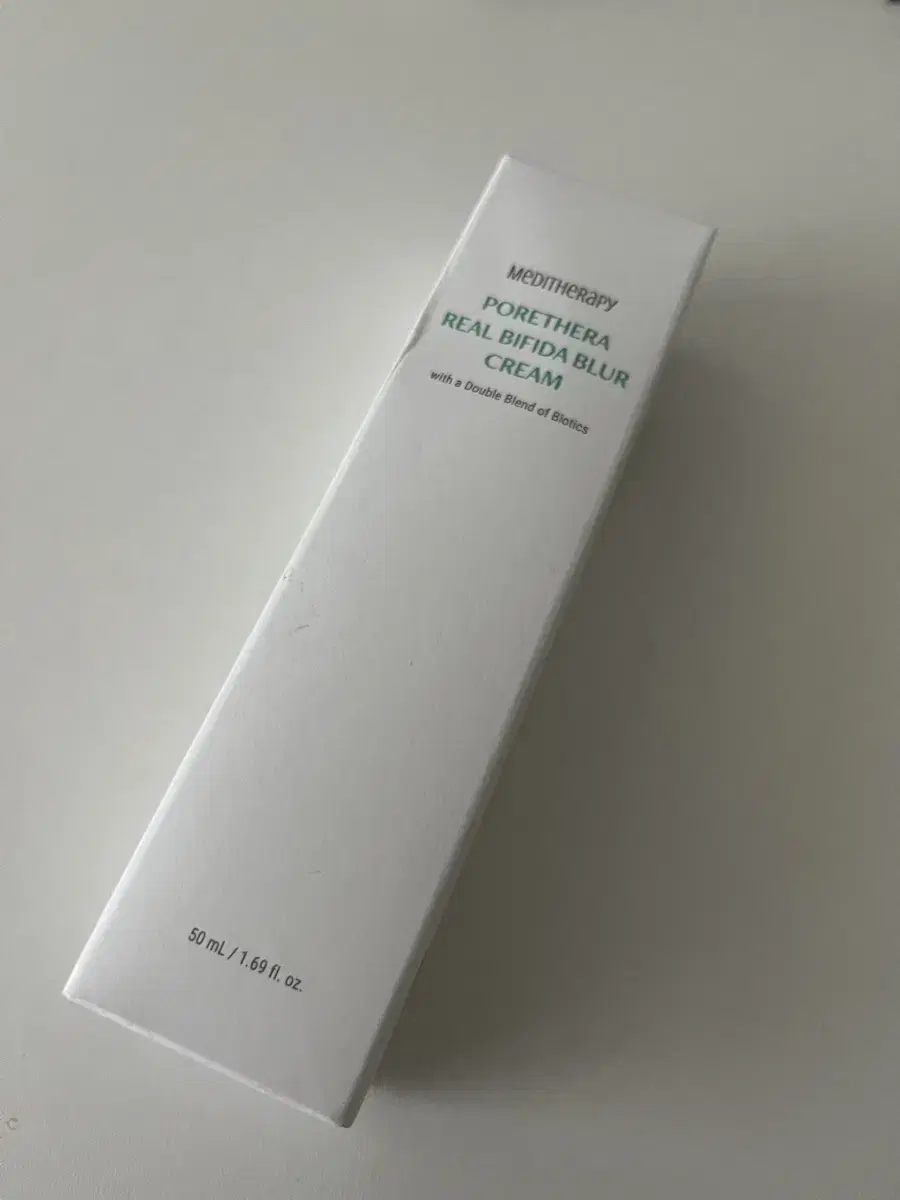 MeDITHeRaPY
PORETHERA
REAL BIFIDA BLUR
CREAM
with a Double Blend of Biotics
50 mL / 1.69 fl. oz.